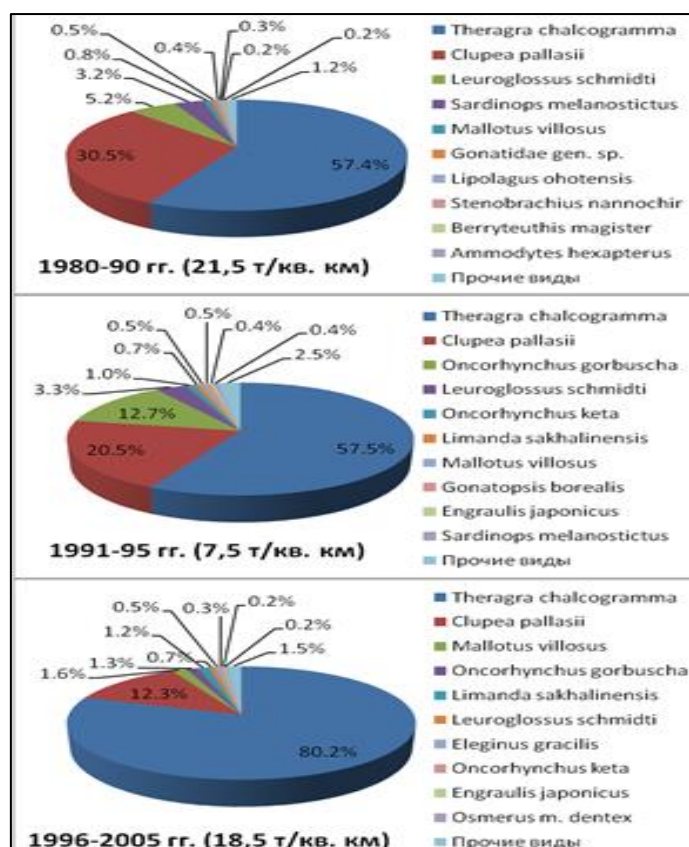 0.3%
0.5%
0.4%
0.2%
0.2%
0.8%
1.2%
3.2%
5.2%
30.5%
57.4%
Theragra chalcogramma
Clupea pallasii
Leuroglossus schmidti
Sardinops melanostictus
Mallotus villosus
Gonatidae gen. sp.
Lipolagus ohotensis
Stenobrachius nannochir
Berryteuthis magister
Ammodytes hexapterus
Прочие виды
1980-90 гг. (21,5 т/кв. км)
0.5%
0.5%
0.4%
0.4%
0.7%
2.5%
1.0%
3.3%
12.7%
20.5%
57.5%
Theragra chalcogramma
Clupea pallasii
Oncorhynchus gorbuscha
Leuroglossus schmidti
Oncorhynchus keta
Limanda sakhalinensis
Mallotus villosus
Gonatopsis borealis
Engraulis japonicus
Sardinops melanostictus
Прочие виды
1991-95 гг. (7,5 т/кв. км)
0.5%
0.3%
0.2%
1.2%
0.2%
1.3%
0.7%
1.5%
1.6%
12.3%
80.2%
Theragra chalcogramma
Clupea pallasii
Mallotus villosus
Oncorhynchus gorbuscha
Limanda sakhalinensis
Leuroglossus schmidti
Eleginus gracilis
Oncorhynchus keta
Engraulis japonicus
Osmerus m. dentex
Прочие виды
1996-2005 гг. (18,5 т/кв. км)